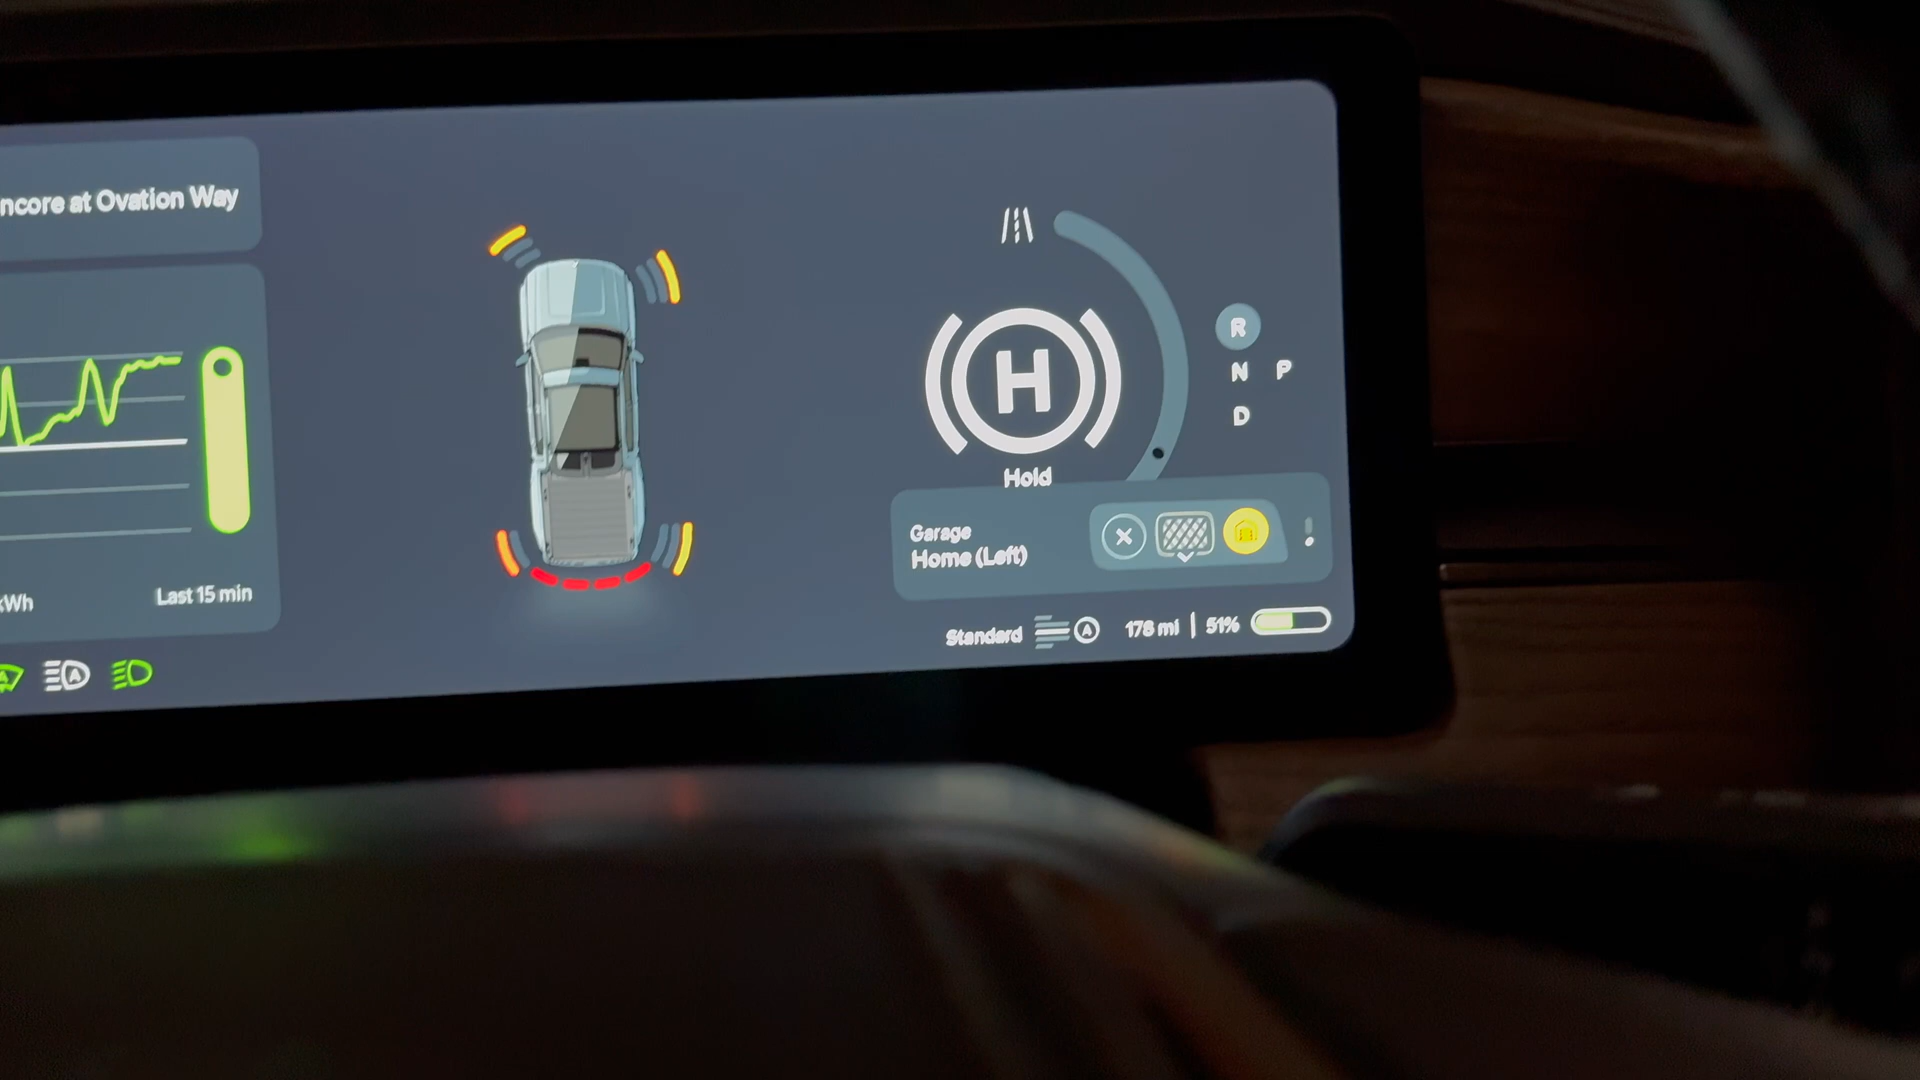 ncore at Ovation Way
kWh
Last 15 min
A
A
H
Hold
R
N P
D
Garage
Home (Left)
Standard A 178 mi | 51%